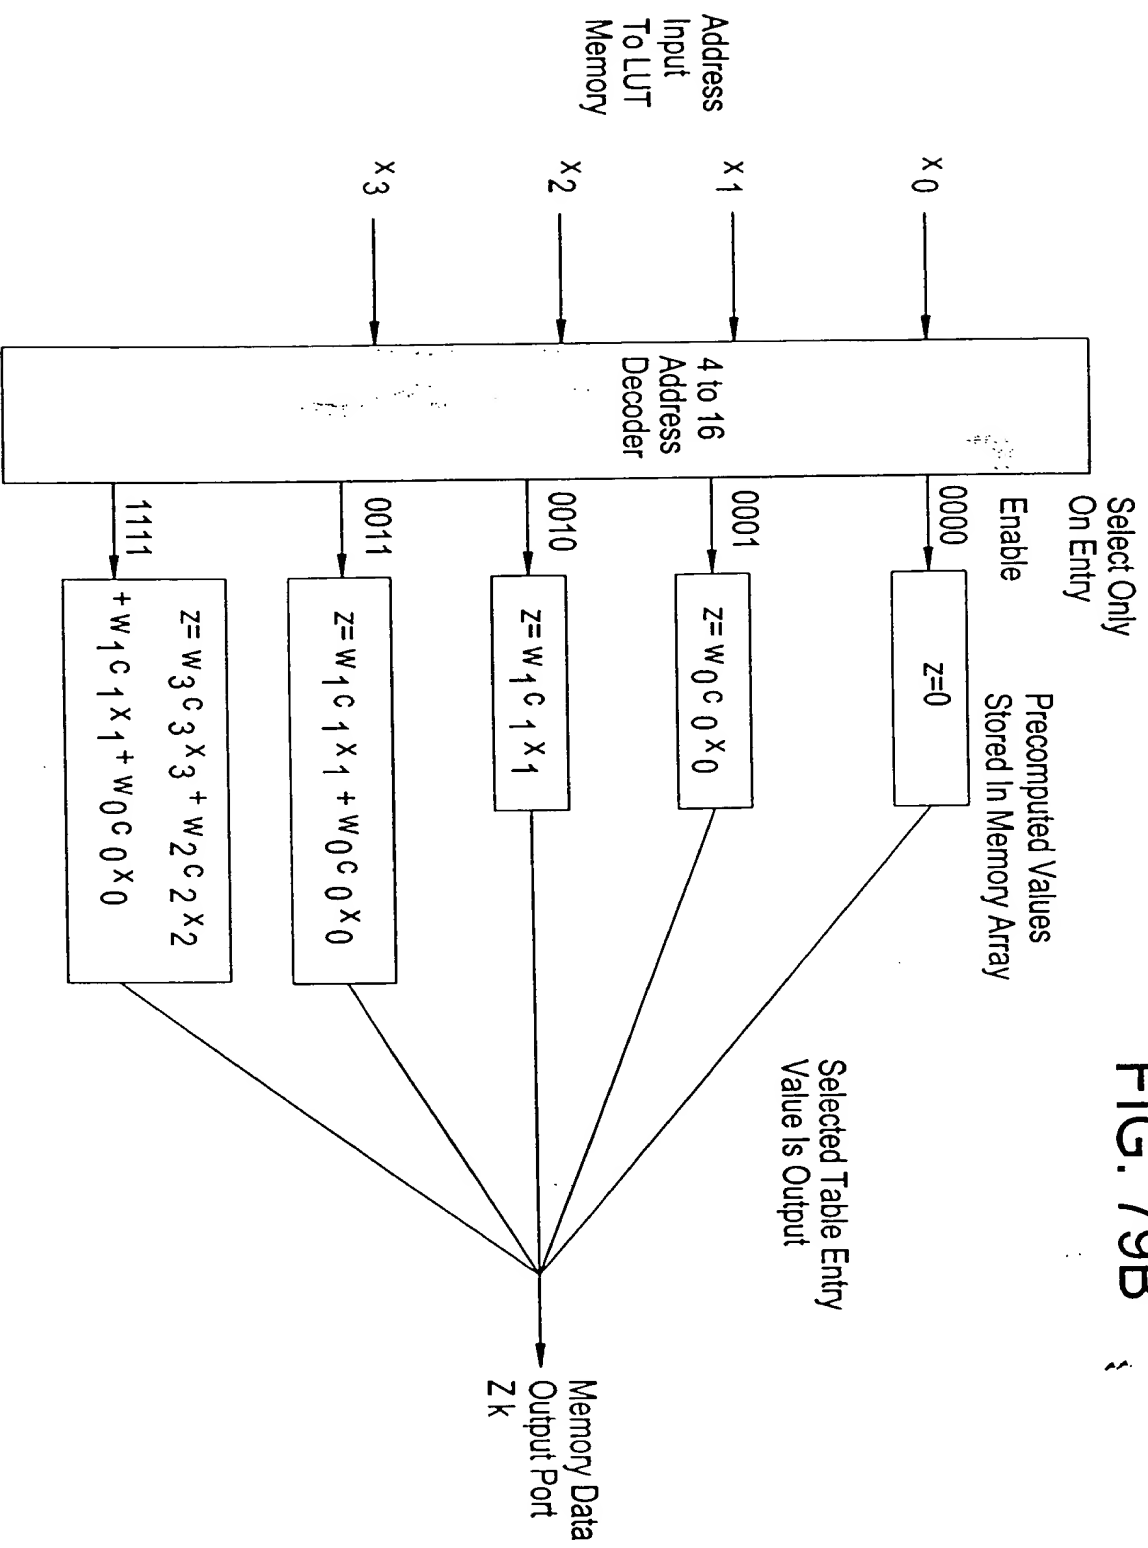 FIG. 79B
Address
Input
To LUT
Memory
x0
x1
x2
x3
4 to 16
Address
Decoder
Select Only
On Entry
Enable
0000
0001
0010
0011
1111
Precomputed Values
Stored In Memory Array
z=0
z=w0c0x0
z=w1c1x1
z=w1c1x1+w0c0x0
z=w3c3x3+w2c2x2
+w1c1x1+w0c0x0
Selected Table Entry
Value Is Output
Memory Data
Output Port
Zk